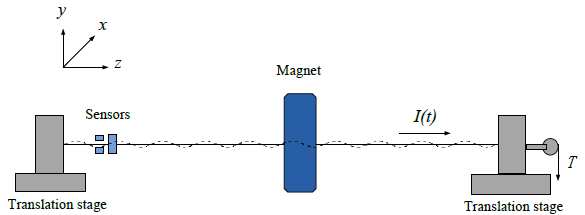 y
x
z
Magnet
Sensors
I(t)
T
Translation stage
Translation stage